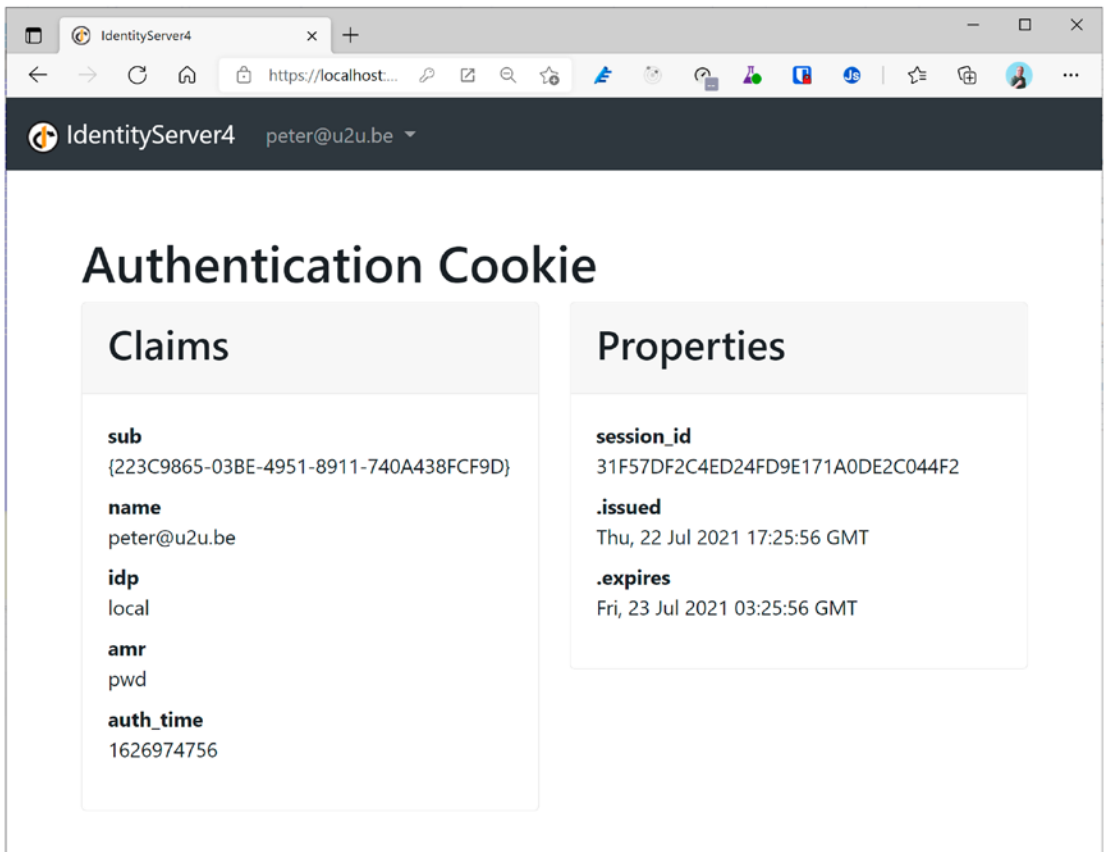 IdentityServer4
https://localhost:...
JS
IdentityServer4 peter@u2u.be
Authentication Cookie
Claims
sub
{223C9865-03BE-4951-8911-740A438FCF9D}
name
peter@u2u.be
idp
local
amr
pwd
auth_time
1626974756
Properties
session_id
31F57DF2C4ED24FD9E171A0DE2C044F2
.issued
Thu, 22 Jul 2021 17:25:56 GMT
.expires
Fri, 23 Jul 2021 03:25:56 GMT